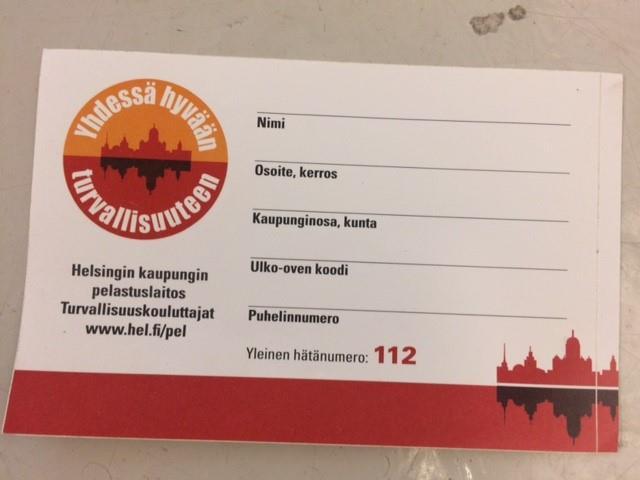 Yhdessä hyvään
turvallisuuteen
Helsingin kaupungin
pelastuslaitos
Turvallisuuskouluttajat
www.hel.fi/pel
Nimi
Osoite, kerros
Kaupunginosa, kunta
Ulko-oven koodi
Puhelinnumero
Yleinen hätänumero: 112